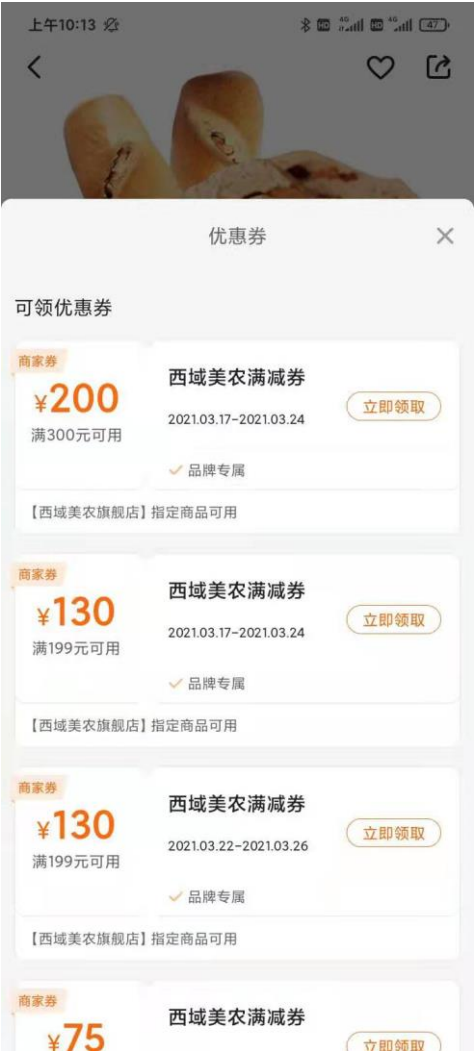 上午10:13
HD 4G HD 4G 47
优惠券
可领优惠券
商家券
¥200
满300元可用
西域美农满减券
2021.03.17-2021.03.24
立即领取
品牌专属
【西域美农旗舰店】指定商品可用
商家券
¥130
满199元可用
西域美农满减券
2021.03.17-2021.03.24
立即领取
品牌专属
【西域美农旗舰店】指定商品可用
商家券
¥130
满199元可用
西域美农满减券
2021.03.22-2021.03.26
立即领取
品牌专属
【西域美农旗舰店】指定商品可用
商家券
¥75
西域美农满减券
立即领取